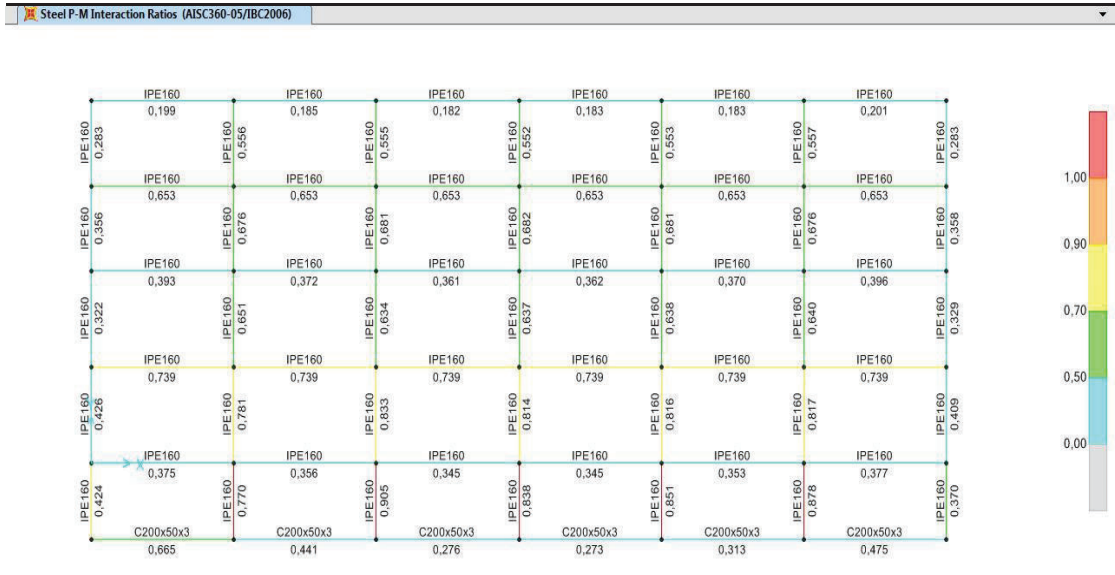 Steel P-M Interaction Ratios (AISC360-05/IBC2006)
IPE160 IPE160 IPE160 IPE160 IPE160 IPE160
0,199 0,185 0,182 0,183 0,183 0,201
IPE160 IPE160 IPE160 IPE160 IPE160 IPE160 IPE160
0,283 0,556 0,555 0,552 0,553 0,557 0,283
IPE160 IPE160 IPE160 IPE160 IPE160 IPE160
0,653 0,653 0,653 0,653 0,653 0,653
IPE160 IPE160 IPE160 IPE160 IPE160 IPE160 IPE160
0,356 0,676 0,681 0,682 0,681 0,676 0,358
IPE160 IPE160 IPE160 IPE160 IPE160 IPE160
0,393 0,372 0,361 0,362 0,370 0,396
IPE160 IPE160 IPE160 IPE160 IPE160 IPE160 IPE160
0,322 0,651 0,634 0,637 0,638 0,640 0,329
IPE160 IPE160 IPE160 IPE160 IPE160 IPE160
0,739 0,739 0,739 0,739 0,739 0,739
IPE160 IPE160 IPE160 IPE160 IPE160 IPE160 IPE160
0,426 0,781 0,833 0,814 0,816 0,817 0,409
X
IPE160 IPE160 IPE160 IPE160 IPE160 IPE160
0,375 0,356 0,345 0,345 0,353 0,377
IPE160 IPE160 IPE160 IPE160 IPE160 IPE160 IPE160
0,424 0,770 0,905 0,838 0,851 0,878 0,370
C200x50x3 C200x50x3 C200x50x3 C200x50x3 C200x50x3 C200x50x3
0,665 0,441 0,276 0,273 0,313 0,475
1,00
0,90
0,70
0,50
0,00